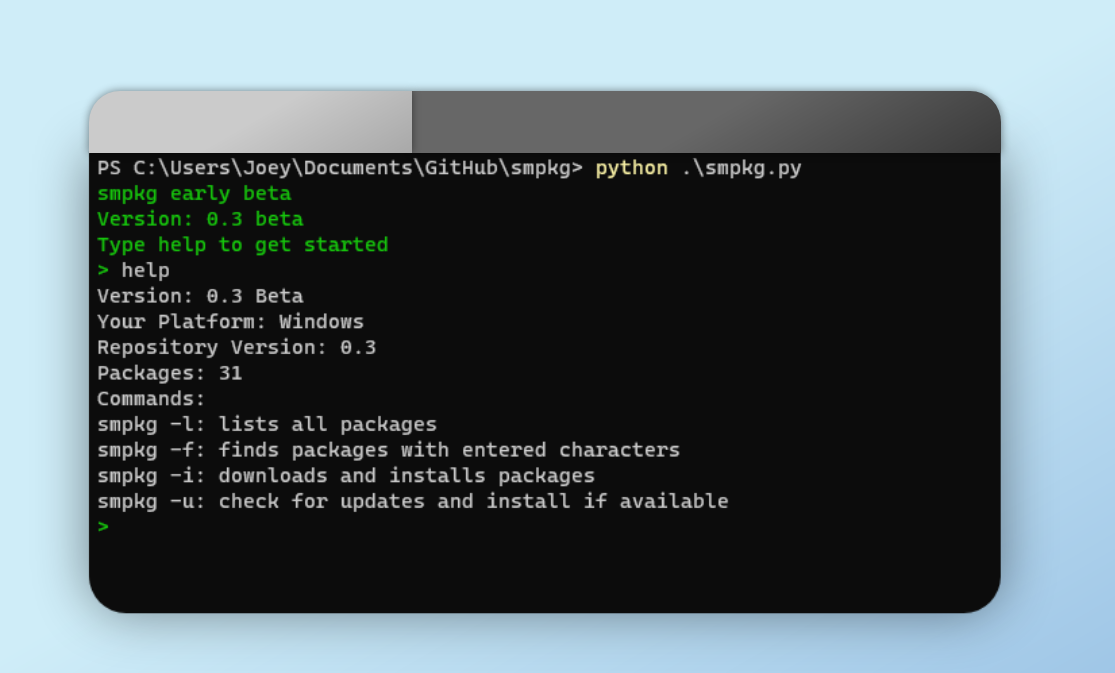 PS C:\Users\Joey\Documents\GitHub\smpkg> python .\smpkg.py
smpkg early beta
Version: 0.3 beta
Type help to get started
> help
Version: 0.3 Beta
Your Platform: Windows
Repository Version: 0.3
Packages: 31
Commands:
smpkg -l: lists all packages
smpkg -f: finds packages with entered characters
smpkg -i: downloads and installs packages
smpkg -u: check for updates and install if available
>